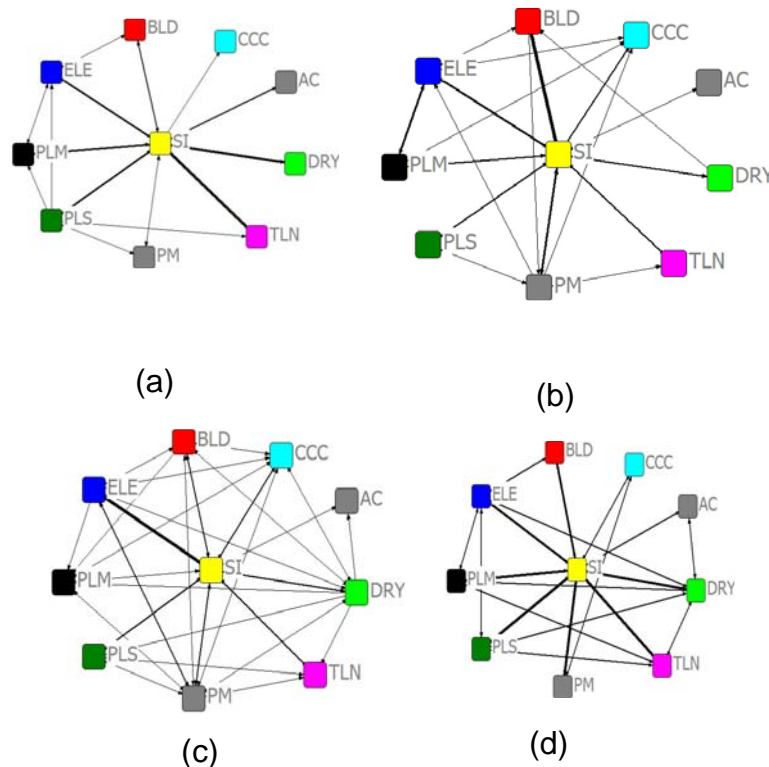 BLD
CCC
ELE
AC
SI
PLM
DRY
PLS
TLN
PM
(a)
BLD
CCC
ELE
AC
SI
PLM
DRY
PLS
TLN
PM
(b)
BLD
CCC
ELE
AC
SI
PLM
DRY
PLS
TLN
PM
(c)
BLD
CCC
ELE
AC
SI
PLM
DRY
PLS
TLN
PM
(d)